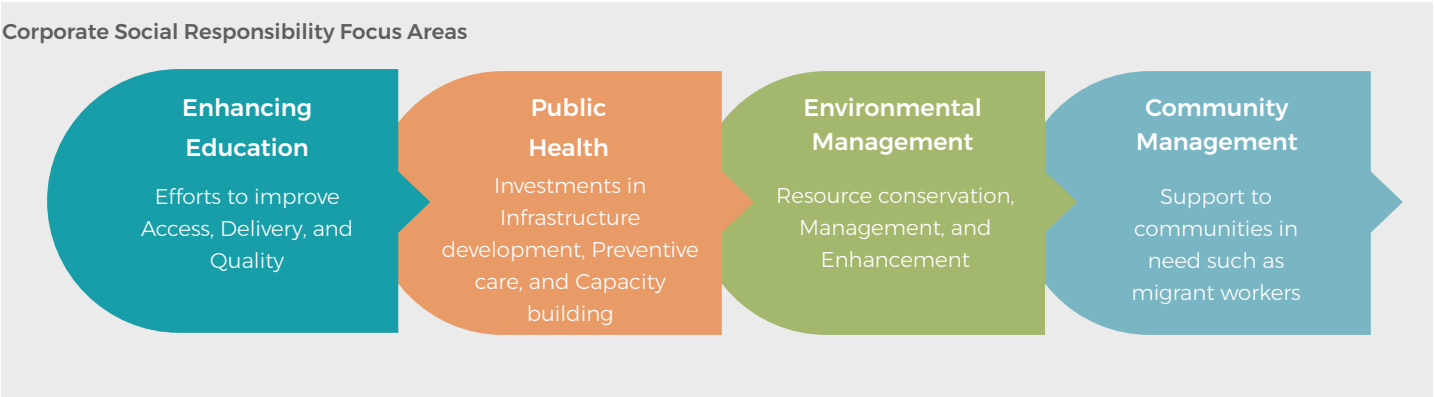 Corporate Social Responsibility Focus Areas
Enhancing
Education
Efforts to improve
Access, Delivery, and
Quality
Public
Health
Investments in
Infrastructure
development, Preventive
care, and Capacity
building
Environmental
Management
Resource conservation,
Management, and
Enhancement
Community
Management
Support to
communities in
need such as
migrant workers